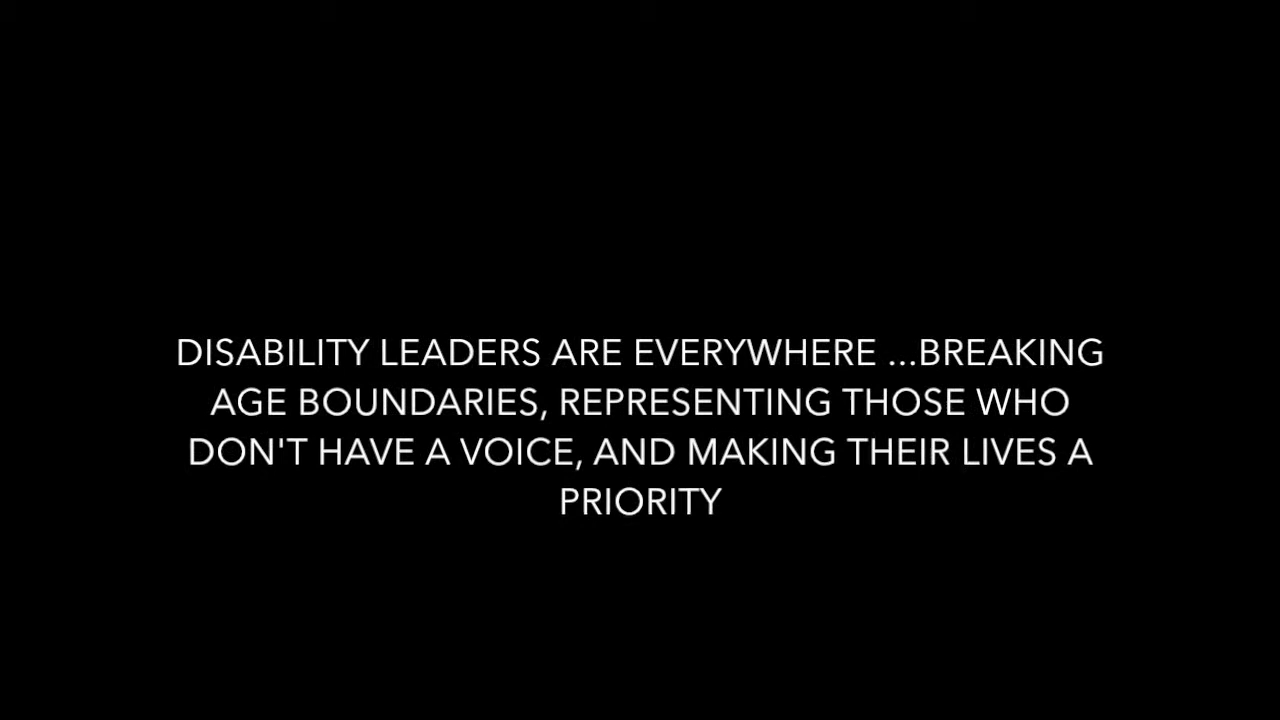 DISABILITY LEADERS ARE EVERYWHERE ...BREAKING
AGE BOUNDARIES, REPRESENTING THOSE WHO
DON'T HAVE A VOICE, AND MAKING THEIR LIVES A
PRIORITY